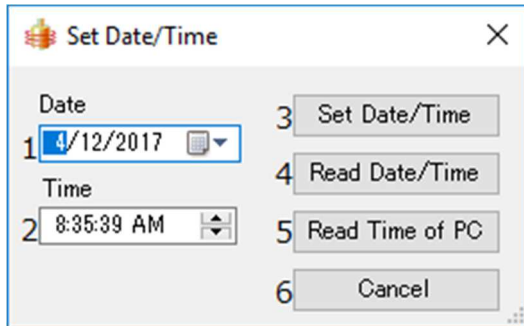 Set Date/Time
Date
1 4/12/2017
Time
2 8:35:39 AM
3 Set Date/Time
4 Read Date/Time
5 Read Time of PC
6 Cancel